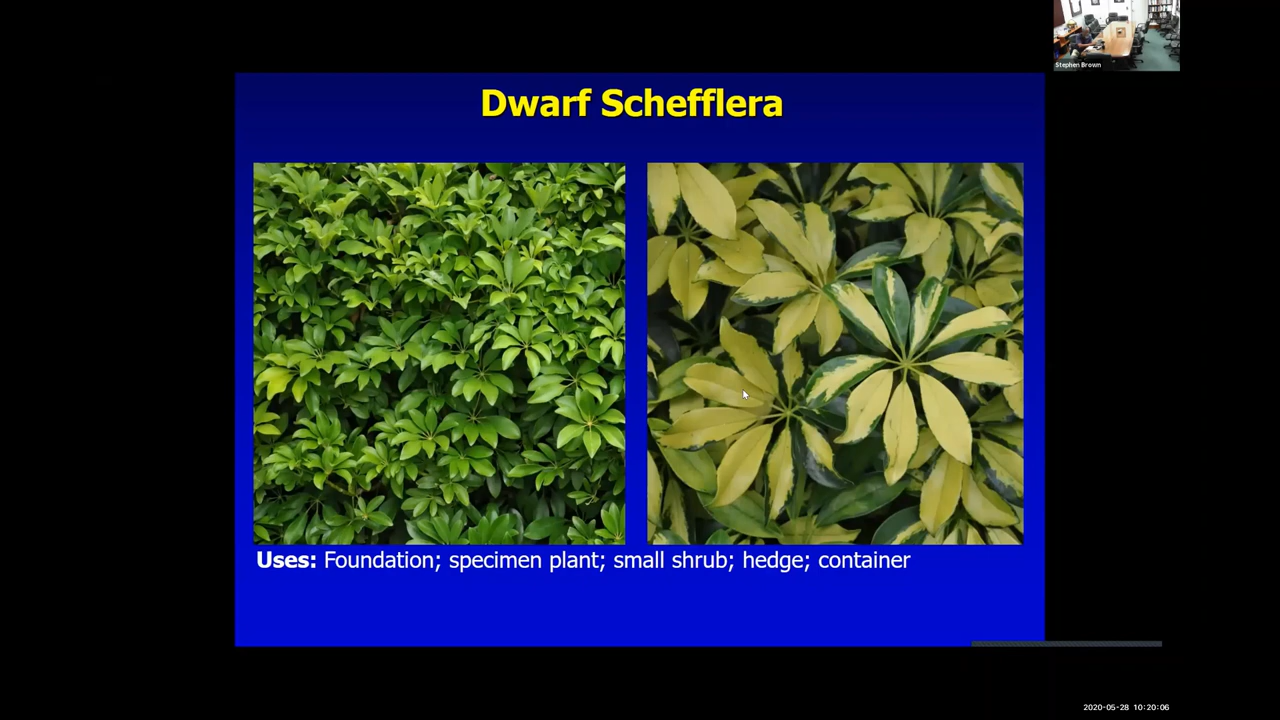 Stephen Brown
Dwarf Schefflera
Uses: Foundation; specimen plant; small shrub; hedge; container
2020-05-28 10:20:06